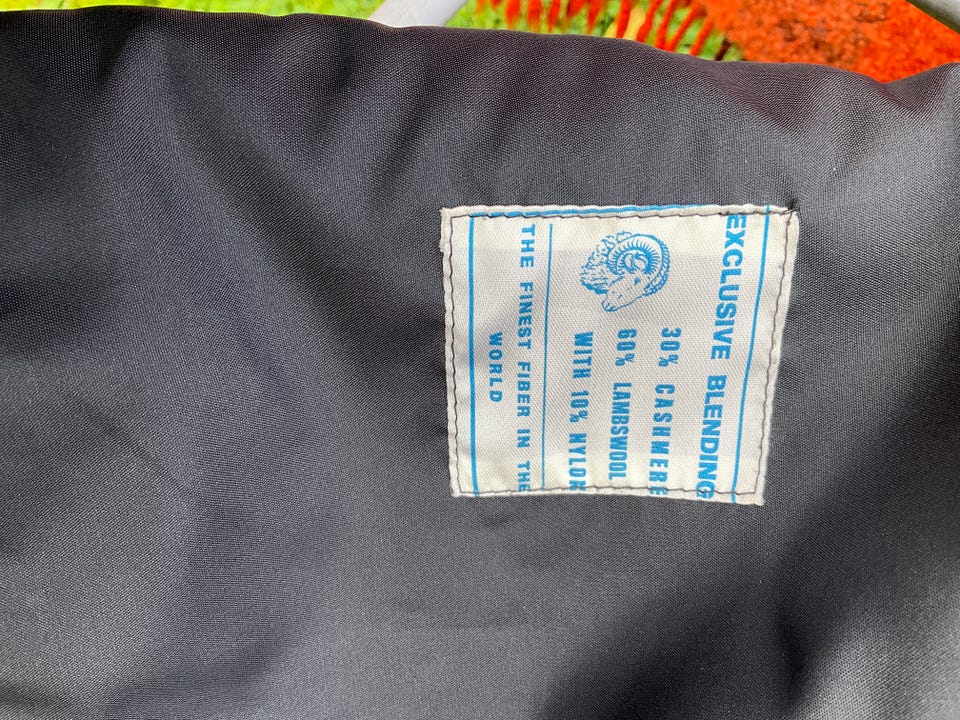 EXCLUSIVE BLENDING
30% CASHMERE
60% LAMBSWOOL
WITH 10% NYLON
THE FINEST FIBER IN THE
WORLD